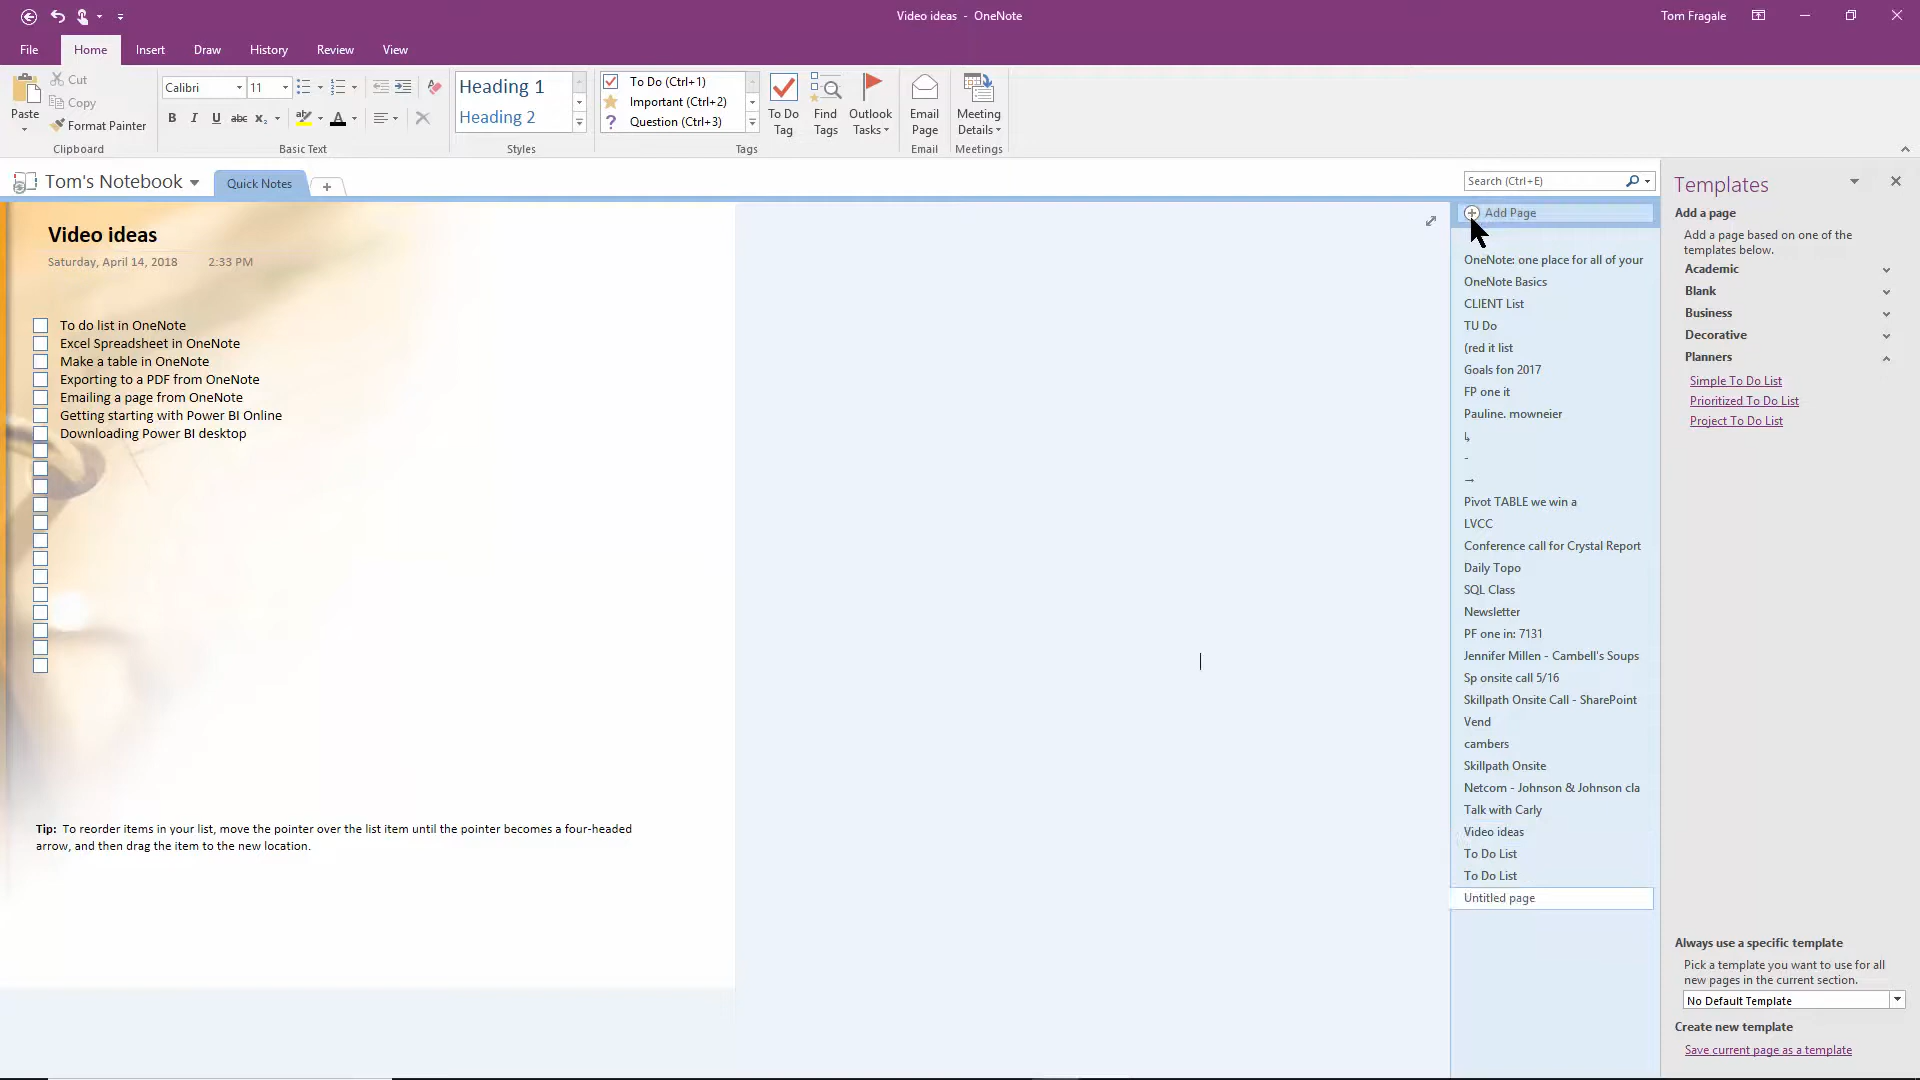 Video ideas - OneNote
Tom Fragale
File
Home
Insert
Draw
History
Review
View
Paste
Cut
Copy
Format Painter
Clipboard
Calibri
11
B I U abc X₂
A
Basic Text
Heading 1
Heading 2
Styles
To Do (Ctrl+1)
Important (Ctrl+2)
? Question (Ctrl+3)
To Do
Tag
Find
Tags
Outlook
Tasks
Tags
Email
Page
Email
Meeting
Details
Meetings
Tom's Notebook
Quick Notes
+
Search (Ctrl+E)
Video ideas
Saturday, April 14, 2018 2:33 PM
To do list in OneNote
Excel Spreadsheet in OneNote
Make a table in OneNote
Exporting to a PDF from OneNote
Emailing a page from OneNote
Getting starting with Power BI Online
Downloading Power BI desktop
Tip: To reorder items in your list, move the pointer over the list item until the pointer becomes a four-headed
arrow, and then drag the item to the new location.
Add Page
OneNote: one place for all of your
OneNote Basics
CLIENT List
TU Do
(red it list
Goals fon 2017
FP one it
Pauline. mowneier
↳
-
→
Pivot TABLE we win a
LVCC
Conference call for Crystal Report
Daily Topo
SQL Class
Newsletter
PF one in: 7131
Jennifer Millen - Cambell's Soups
Sp onsite call 5/16
Skillpath Onsite Call - SharePoint
Vend
cambers
Skillpath Onsite
Netcom - Johnson & Johnson cla
Talk with Carly
Video ideas
To Do List
To Do List
Untitled page
Templates
Add a page
Add a page based on one of the
templates below.
Academic
Blank
Business
Decorative
Planners
Simple To Do List
Prioritized To Do List
Project To Do List
Always use a specific template
Pick a template you want to use for all
new pages in the current section.
No Default Template
Create new template
Save current page as a template